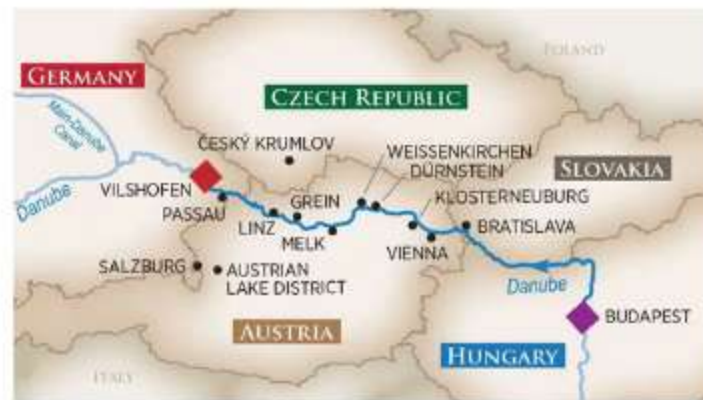 POLAND
GERMANY
CZECH REPUBLIC
Main-Danube
Canal
ČESKÝ KRUMLOV
WEISSENKIRCHEN
DÜRNSTEIN
SLOVAKIA
Danube
VILSHOFEN
PASSAU
GREIN
LINZ
MELK
KLOSTERNEUBURG
BRATISLAVA
VIENNA
SALZBURG
AUSTRIAN
LAKE DISTRICT
Danube
BUDAPEST
AUSTRIA
HUNGARY
ITALY